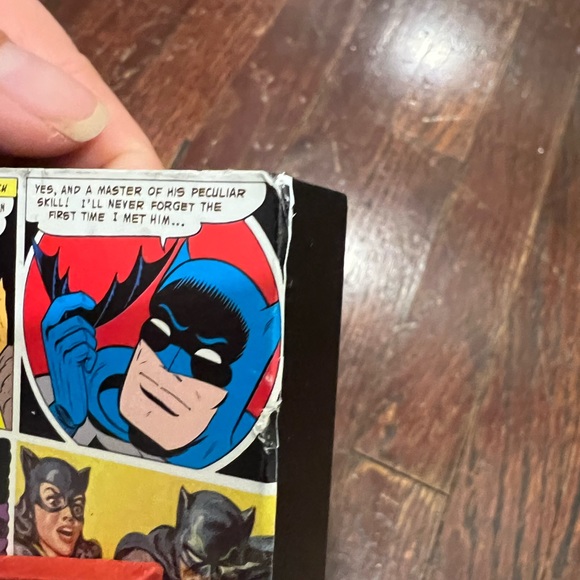 YES, AND A MASTER OF HIS PECULIAR
SKILL! I'LL NEVER FORGET THE
FIRST TIME I MET HIM...